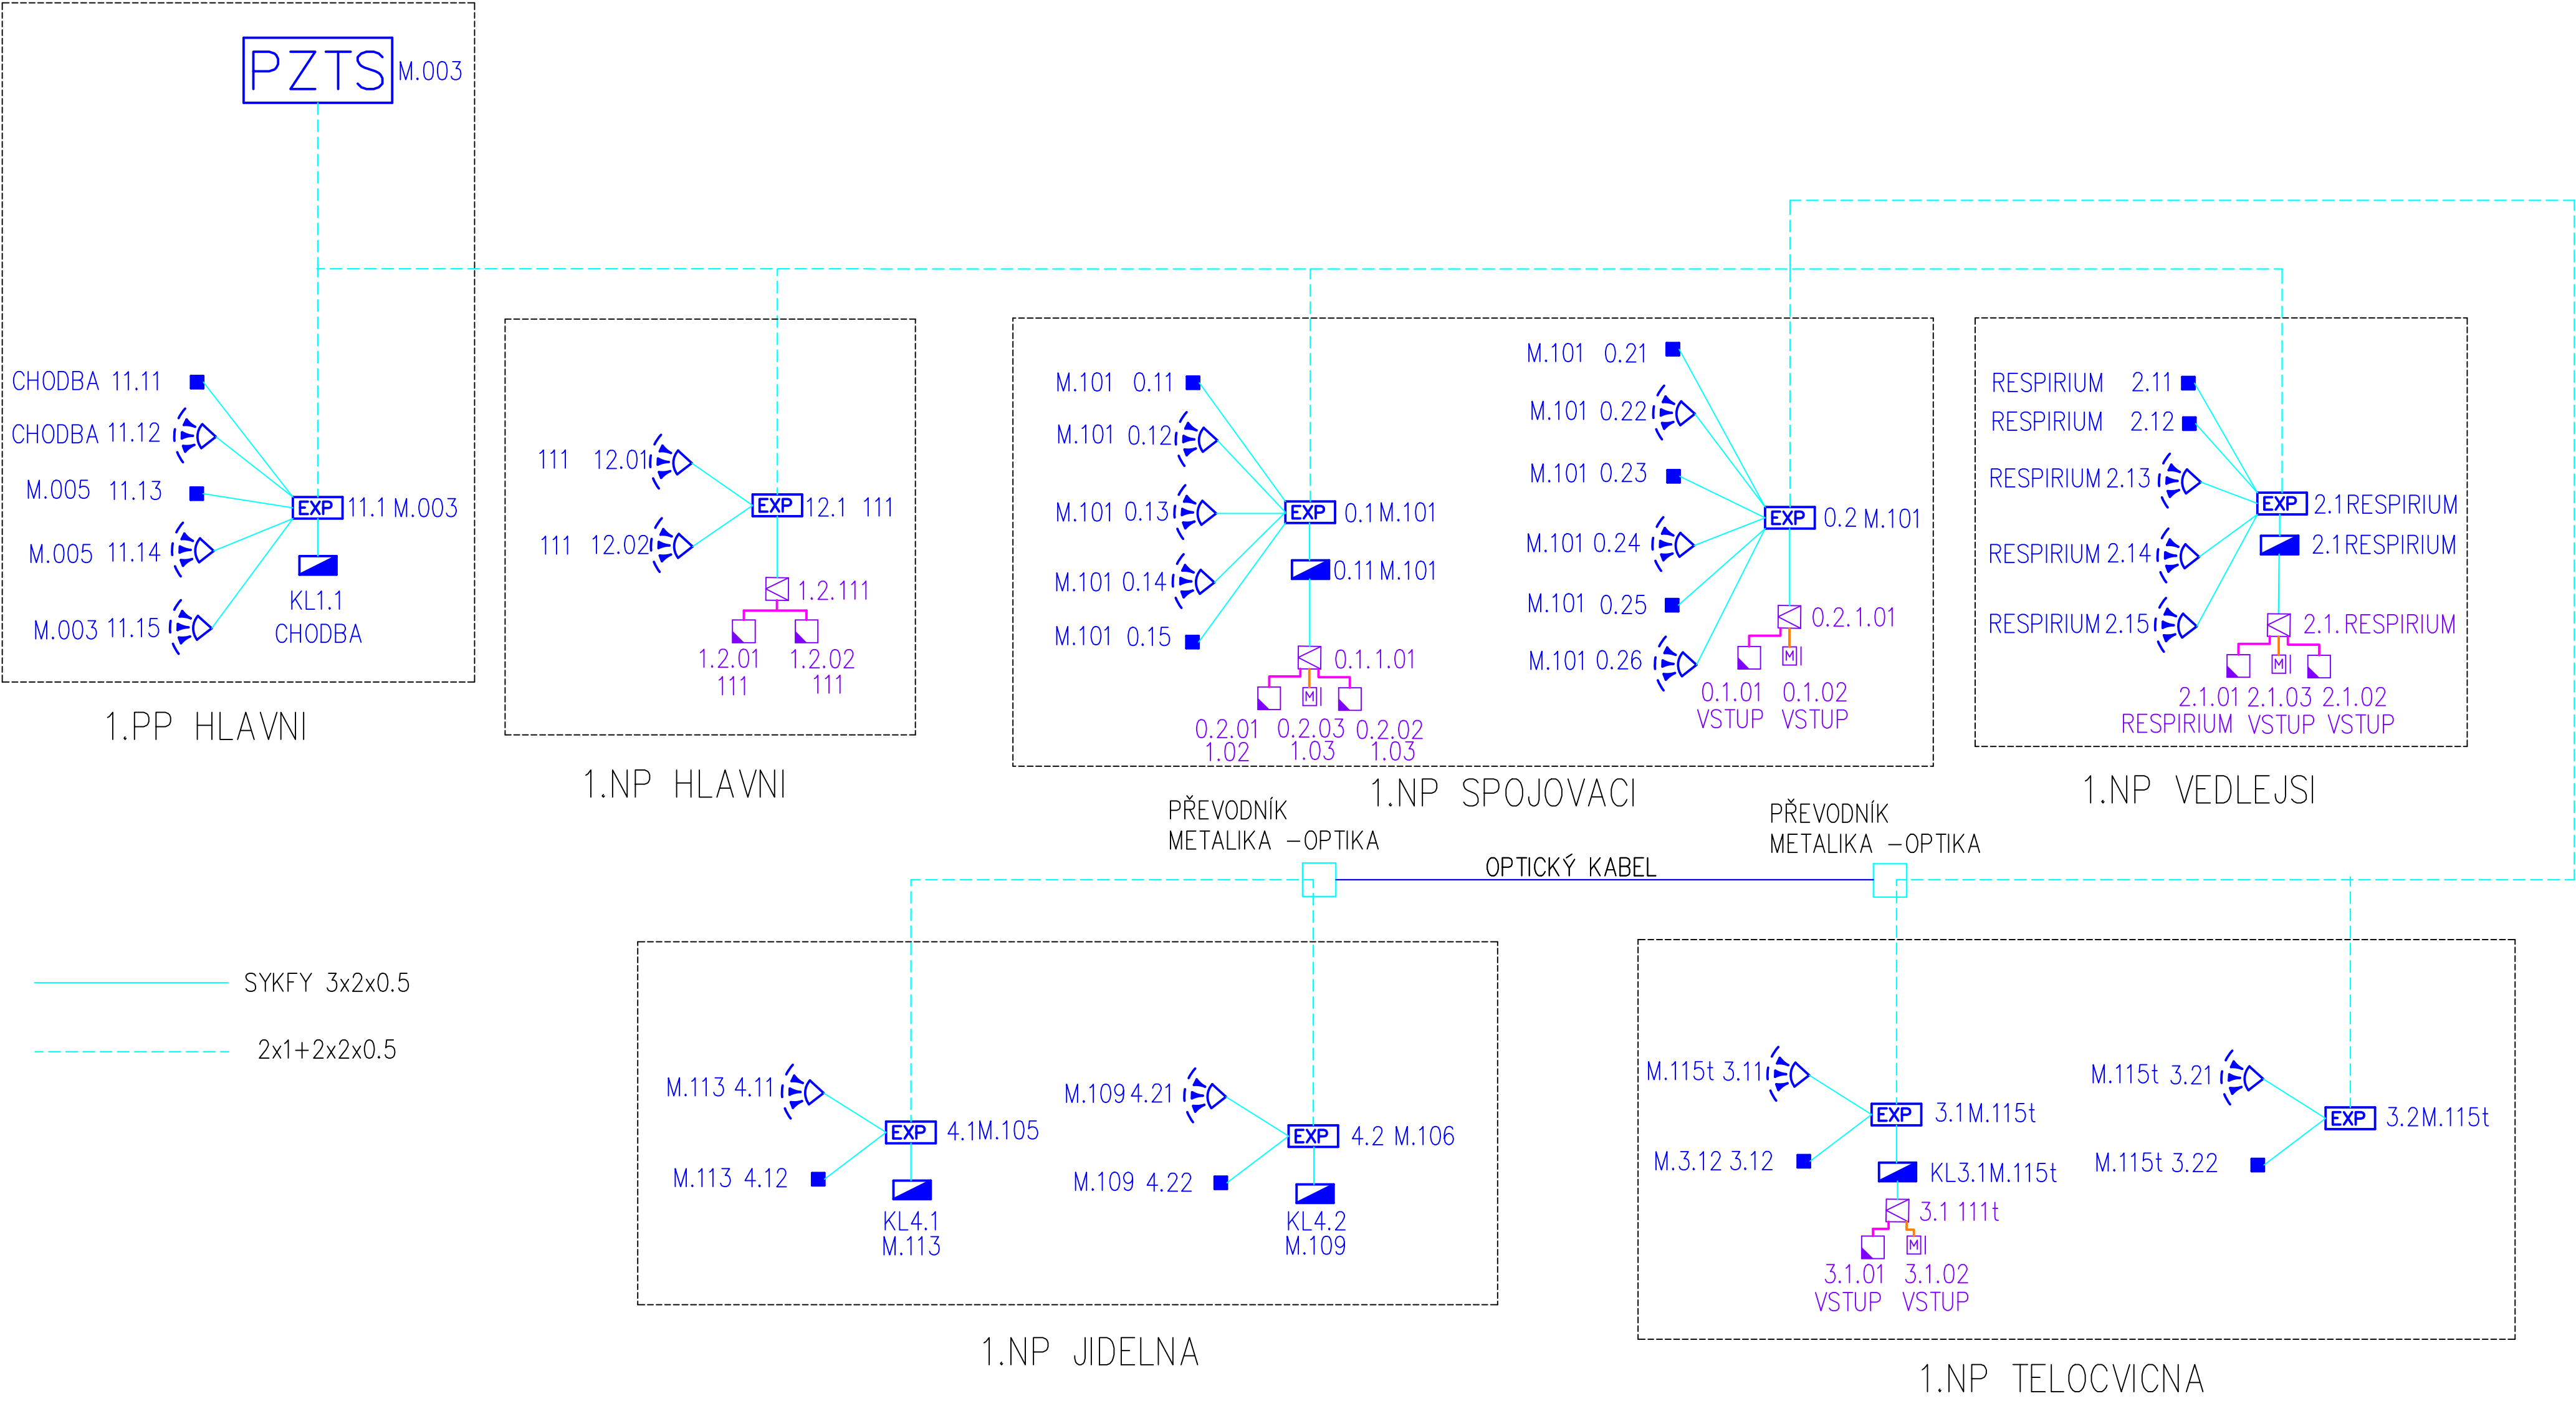 PZTS
M.003
CHODBA 11.11
CHODBA 11.12
M.005 11.13
M.005 11.14
M.003 11.15
EXP
11.1 M.003
KL1.1
CHODBA
1.PP HLAVNI
111 12.01
111 12.02
EXP
12.1 111
1.2.111
1.2.01
111
1.2.02
111
1.NP HLAVNI
M.101 0.11
M.101 0.12
M.101 0.13
M.101 0.14
M.101 0.15
EXP
0.1 M.101
0.11 M.101
0.1.1.01
0.2.01
1.02
M
0.2.03
1.03
0.2.02
1.03
M.101 0.21
M.101 0.22
M.101 0.23
M.101 0.24
M.101 0.25
M.101 0.26
EXP
0.2 M.101
0.2.1.01
M
0.1.01
VSTUP
0.1.02
VSTUP
1.NP SPOJOVACI
RESPIRIUM 2.11
RESPIRIUM 2.12
RESPIRIUM 2.13
RESPIRIUM 2.14
RESPIRIUM 2.15
EXP
2.1 RESPIRIUM
2.1 RESPIRIUM
2.1. RESPIRIUM
M
2.1.01 2.1.03 2.1.02
RESPIRIUM VSTUP VSTUP
1.NP VEDLEJSI
PŘEVODNÍK
METALIKA -OPTIKA
OPTICKÝ KABEL
PŘEVODNÍK
METALIKA -OPTIKA
SYKFY 3x2x0.5
2x1+2x2x0.5
M.113 4.11
M.113 4.12
EXP
4.1M.105
KL4.1
M.113
M.109 4.21
M.109 4.22
EXP
4.2 M.106
KL4.2
M.109
1.NP JIDELNA
M.115t 3.11
M.3.12 3.12
EXP
3.1M.115t
KL3.1M.115t
3.1 111t
M
3.1.01 3.1.02
VSTUP VSTUP
M.115t 3.21
M.115t 3.22
EXP
3.2M.115t
1.NP TELOCVICNA